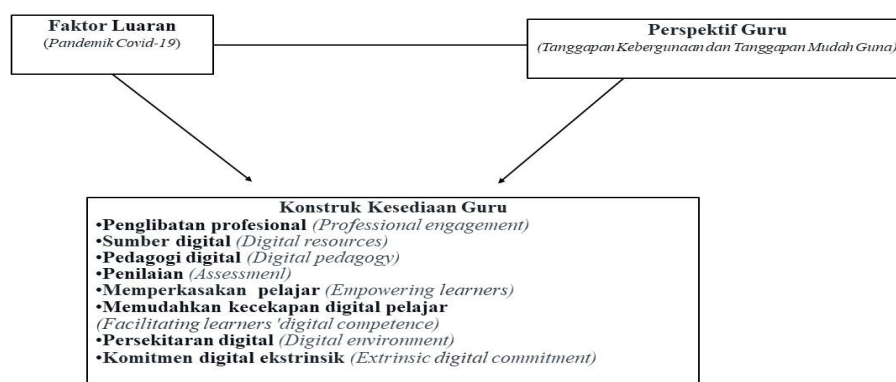 Faktor Luaran
(Pandemik Covid-19)
Perspektif Guru
(Tanggapan Kebergunaan dan Tanggapan Mudah Guna)
Konstruk Kesediaan Guru
•Penglibatan profesional (Professional engagement)
•Sumber digital (Digital resources)
•Pedagogi digital (Digital pedagogy)
•Penilaian (Assessmenl)
•Memperkasakan pelajar (Empowering learners)
•Memudahkan kecekapan digital pelajar
(Facilitating learners 'digital competence)
•Persekitaran digital (Digital environment)
•Komitmen digital ekstrinsik (Extrinsic digital commitment)